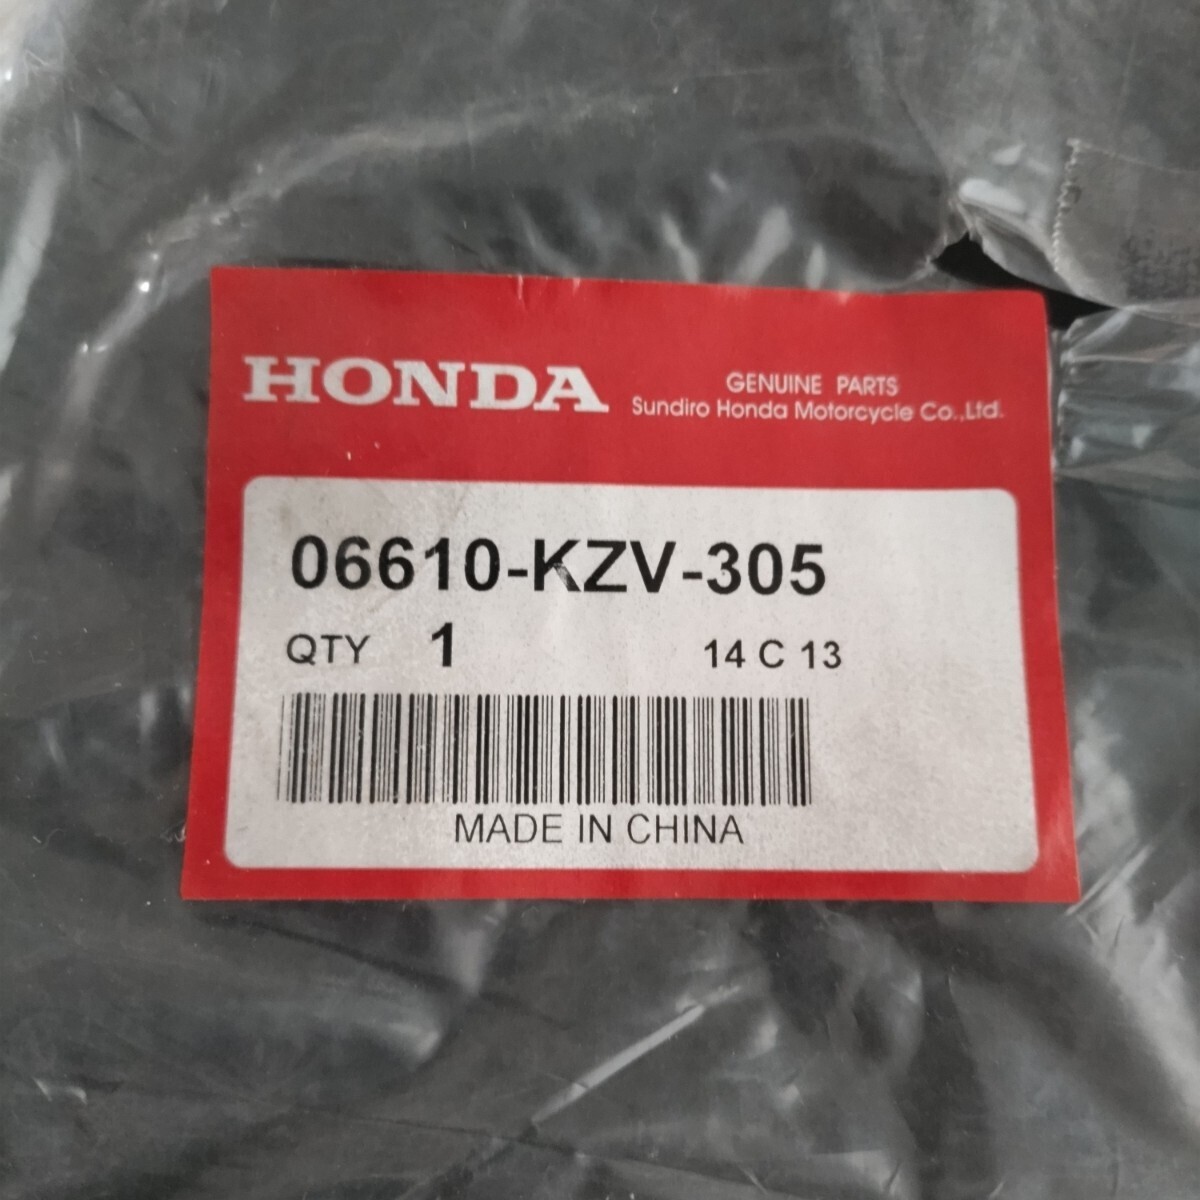 HONDA
GENUINE PARTS
Sundiro Honda Motorcycle Co.,Ltd.
06610-KZV-305
QTY 1 14 C 13
MADE IN CHINA